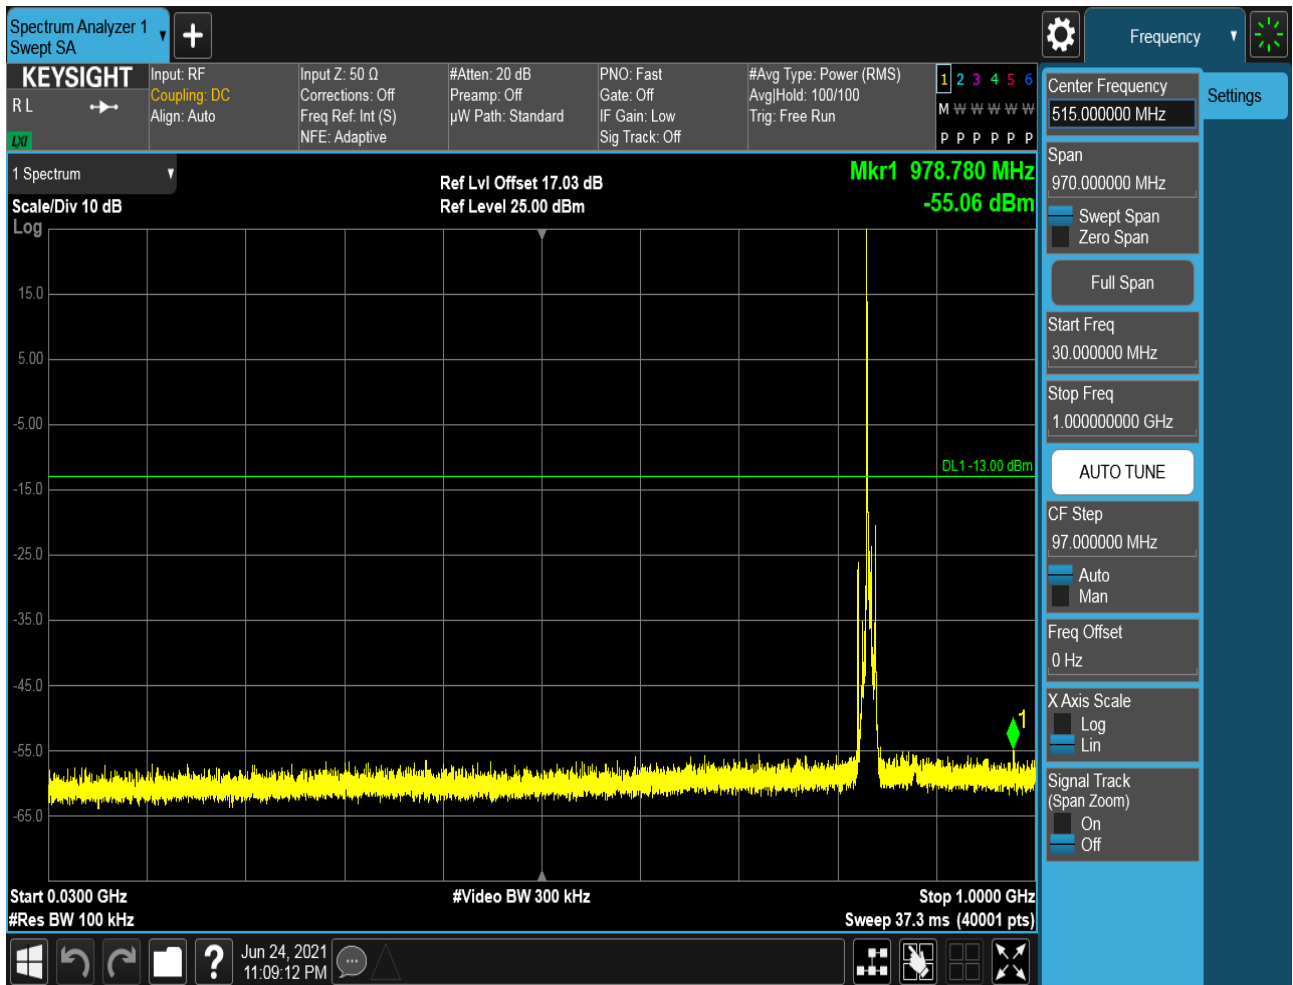 Spectrum Analyzer 1
Swept SA
Frequency
KEYSIGHT
R L
LXI
Input: RF
Coupling: DC
Align: Auto
Input Z: 50 Ω
Corrections: Off
Freq Ref: Int (S)
NFE: Adaptive
#Atten: 20 dB
Preamp: Off
µW Path: Standard
PNO: Fast
Gate: Off
IF Gain: Low
Sig Track: Off
#Avg Type: Power (RMS)
Avg|Hold: 100/100
Trig: Free Run
1 2 3 4 5 6
M W W W W W
P P P P P P
1 Spectrum
Scale/Div 10 dB
Log
Ref Lvl Offset 17.03 dB
Ref Level 25.00 dBm
Mkr1 978.780 MHz
-55.06 dBm
15.0
5.00
-5.00
-15.0
-25.0
-35.0
-45.0
-55.0
-65.0
DL1 -13.00 dBm
1
Start 0.0300 GHz
#Res BW 100 kHz
#Video BW 300 kHz
Stop 1.0000 GHz
Sweep 37.3 ms (40001 pts)
Center Frequency
515.000000 MHz
Settings
Span
970.000000 MHz
Swept Span
Zero Span
Full Span
Start Freq
30.000000 MHz
Stop Freq
1.000000000 GHz
AUTO TUNE
CF Step
97.000000 MHz
Auto
Man
Freq Offset
0 Hz
X Axis Scale
Log
Lin
Signal Track
(Span Zoom)
On
Off
?
Jun 24, 2021
11:09:12 PM